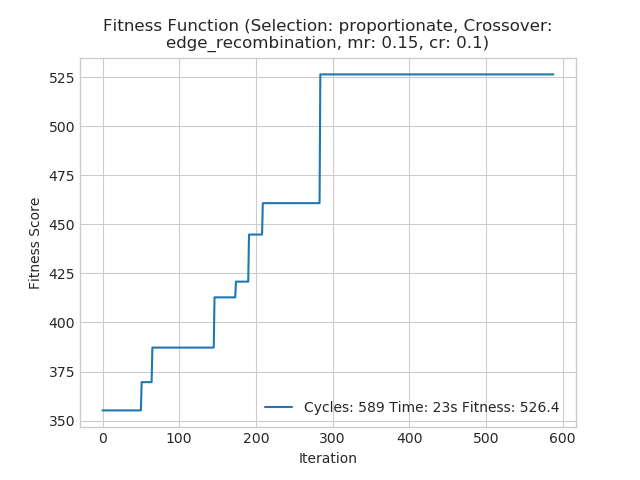 Fitness Function (Selection: proportionate, Crossover:
edge_recombination, mr: 0.15, cr: 0.1)
Fitness Score
525
500
475
450
425
400
375
350
Cycles: 589 Time: 23s Fitness: 526.4
0 100 200 300 400 500 600
Iteration